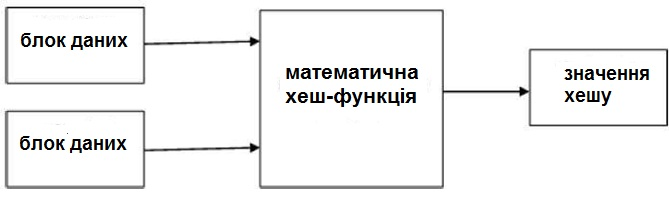 блок даних
блок даних
математична
хеш-функція
значення
хешу